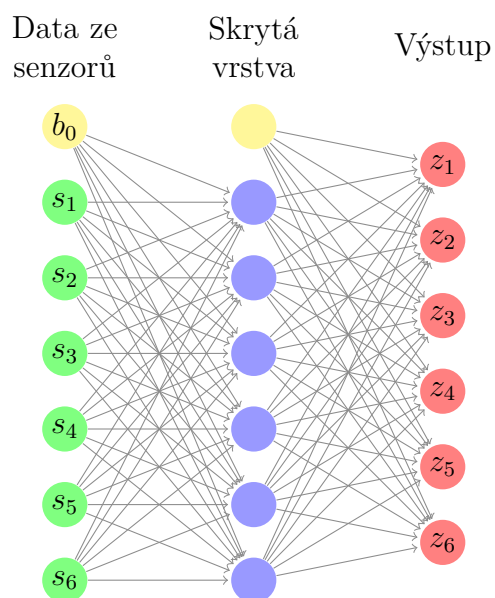 Data ze
senzorů
Skrytá
vrstva
Výstup
b0
s1
s2
s3
s4
s5
s6
z1
z2
z3
z4
z5
z6